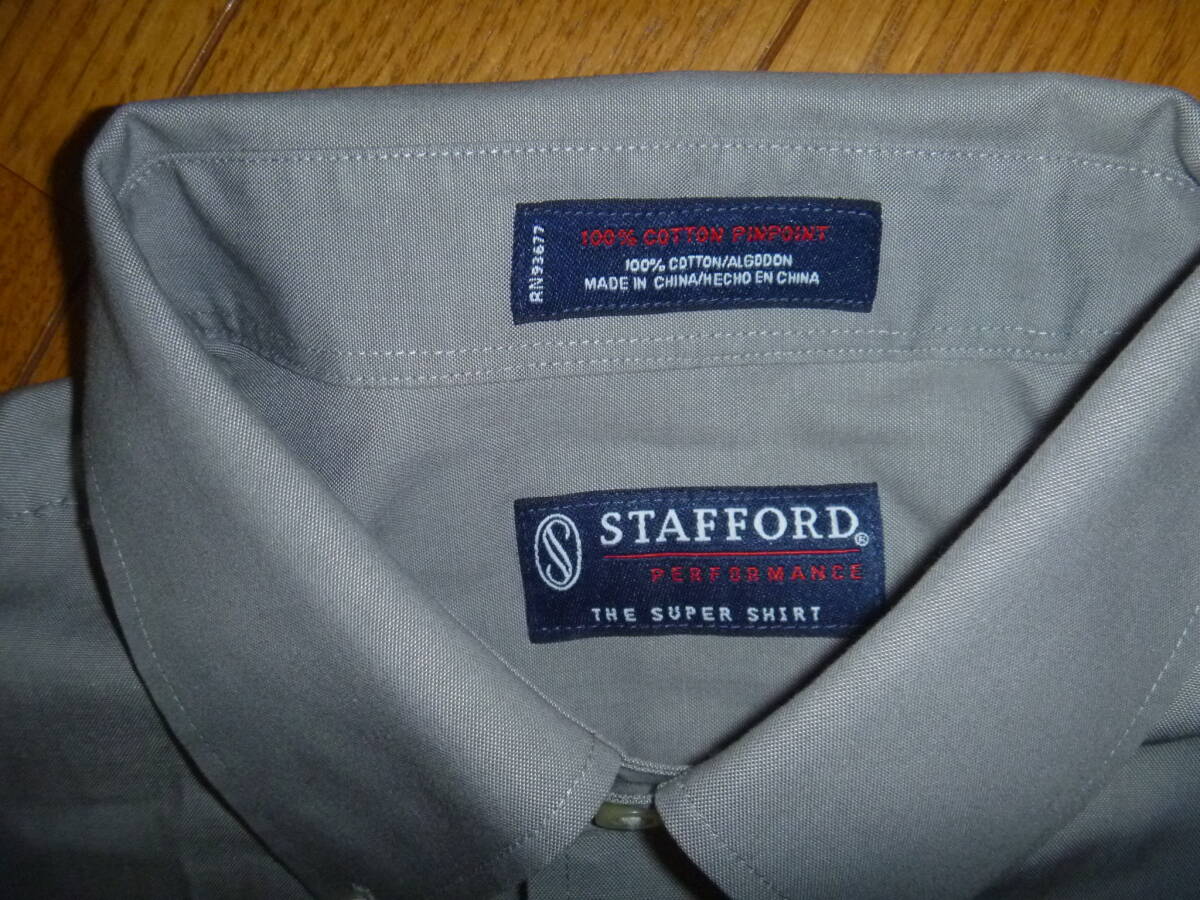 RN93677
100% COTTON PINPOINT
100% COTTON/ALGODON
MADE IN CHINA/HECHO EN CHINA
S STAFFORD®
PERFORMANCE
THE SUPER SHIRT